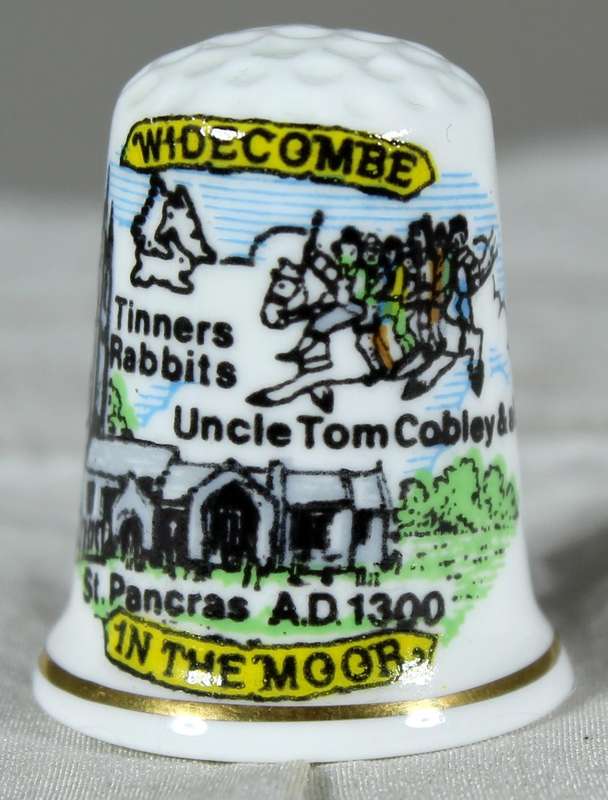 WIDECOMBE
Tinners
Rabbits
Uncle Tom Cobley &
St. Pancras A.D. 1300
IN THE MOOR